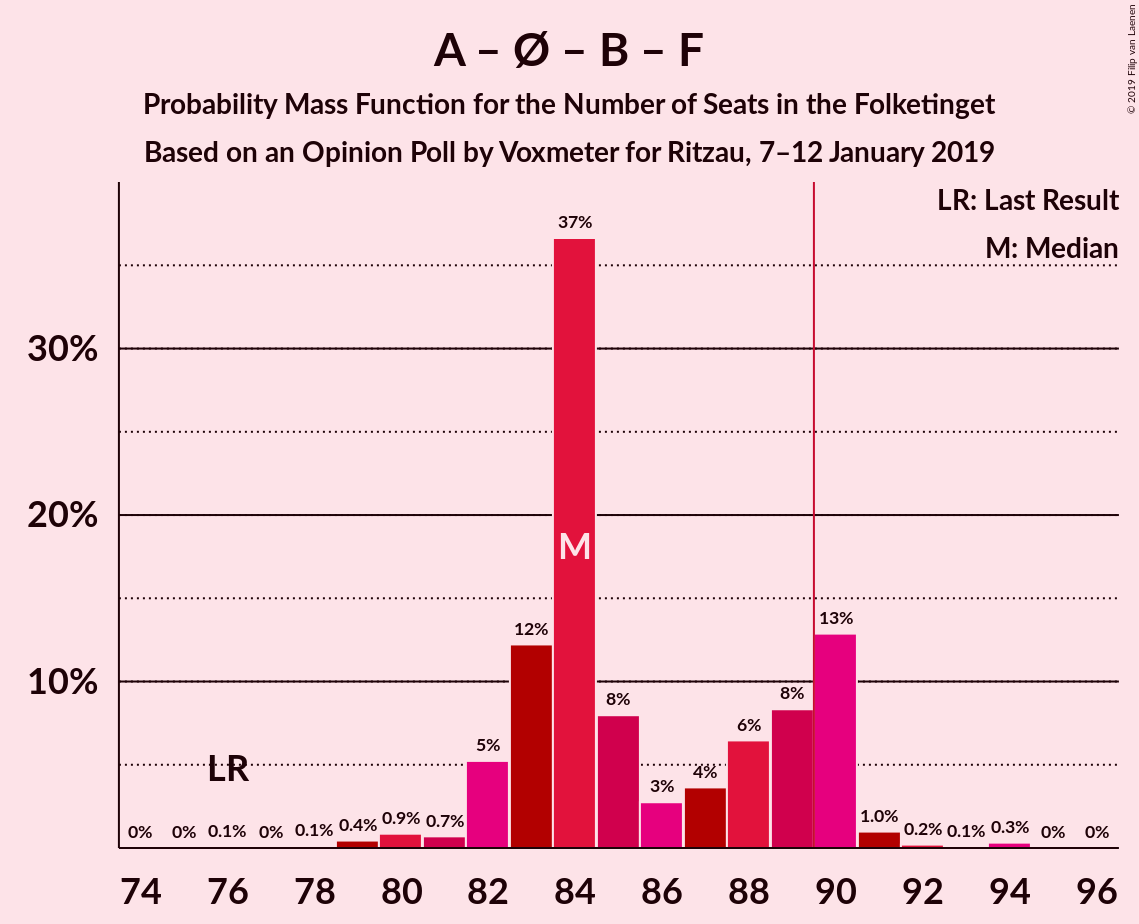 A – Ø – B – F
Probability Mass Function for the Number of Seats in the Folketinget
Based on an Opinion Poll by Voxmeter for Ritzau, 7–12 January 2019
© 2019 Filip van Laenen
LR: Last Result
M: Median
30%
20%
10%
LR
M
0%
0%
0.1%
0%
0.1%
0.4%
0.9%
0.7%
5%
12%
37%
8%
3%
4%
6%
8%
13%
1.0%
0.2%
0.1%
0.3%
0%
0%
74 76 78 80 82 84 86 88 90 92 94 96